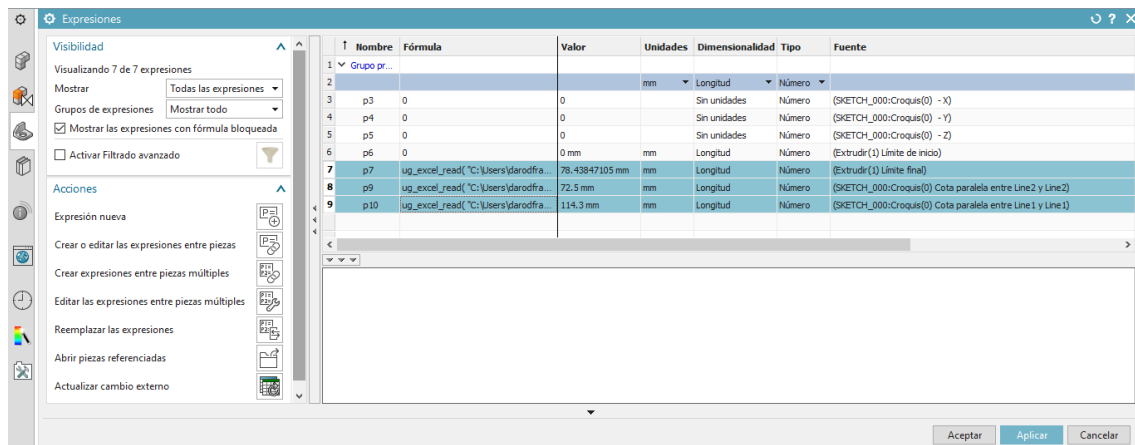 Expresiones
Visibilidad
Visualizando 7 de 7 expresiones
Mostrar Todas las expresiones
Grupos de expresiones Mostrar todo
Mostrar las expresiones con fórmula bloqueada
Activar Filtrado avanzado
Acciones
Expresión nueva
Crear o editar las expresiones entre piezas
Crear expresiones entre piezas múltiples
Editar las expresiones entre piezas múltiples
Reemplazar las expresiones
Abrir piezas referenciadas
Actualizar cambio externo
↑ Nombre Fórmula Valor Unidades Dimensionalidad Tipo Fuente
1 Grupo pr...
2 mm Longitud Número
3 p3 0 0 Sin unidades Número (SKETCH_000:Croquis(0) - X)
4 p4 0 0 Sin unidades Número (SKETCH_000:Croquis(0) - Y)
5 p5 0 0 Sin unidades Número (SKETCH_000:Croquis(0) - Z)
6 p6 0 0 mm mm Longitud Número (Extrudir(1) Límite de inicio)
7 p7 ug_excel_read( "C:\Users\darodfra... 78.43847105 mm mm Longitud Número (Extrudir(1) Límite final)
8 p9 ug_excel_read( "C:\Users\darodfra... 72.5 mm mm Longitud Número (SKETCH_000:Croquis(0) Cota paralela entre Line2 y Line2)
9 p10 ug_excel_read( "C:\Users\darodfra... 114.3 mm mm Longitud Número (SKETCH_000:Croquis(0) Cota paralela entre Line1 y Line1)
Aceptar Aplicar Cancelar